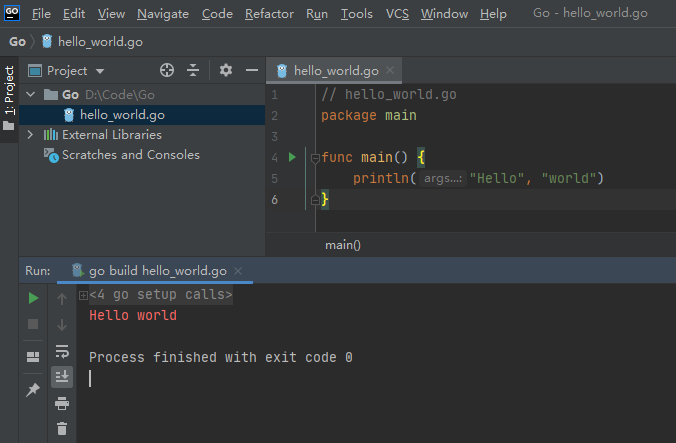 GO File Edit View Navigate Code Refactor Run Tools VCS Window Help Go - hello_world.go
Go hello_world.go
1: Project
Project
Go D:\Code\Go
hello_world.go
External Libraries
Scratches and Consoles
hello_world.go
1 // hello_world.go
2 package main
3
4 func main() {
5 println( args...: "Hello", "world")
6 }
main()
Run: go build hello_world.go
<4 go setup calls>
Hello world
Process finished with exit code 0